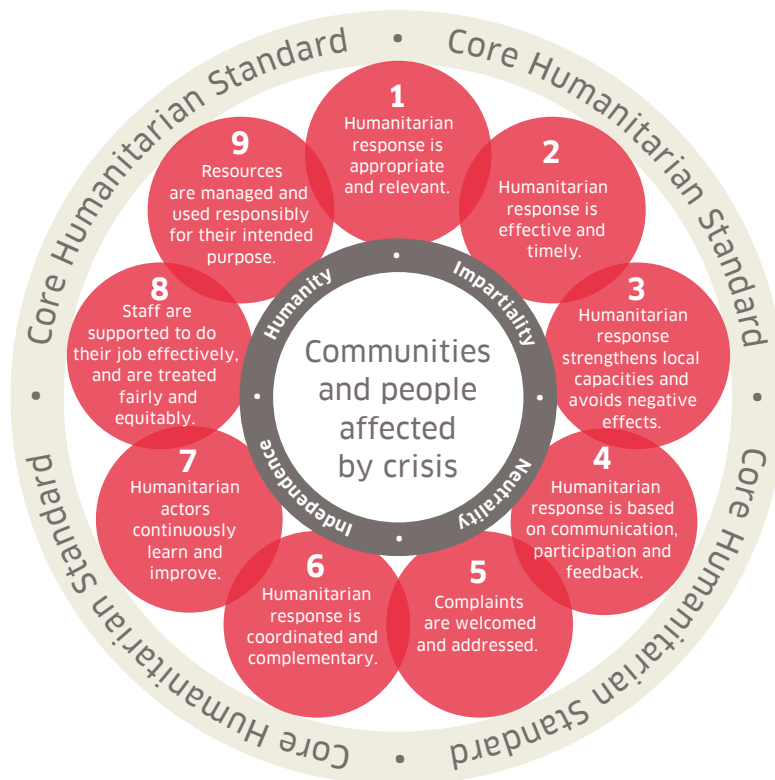 Core Humanitarian Standard
•
Core Humanitarian Standard
•
Core Humanitarian Standard
•
Core Humanitarian Standard
•
1
Humanitarian
response is
appropriate
and relevant.
2
Humanitarian
response is
effective and
timely.
3
Humanitarian
response
strengthens local
capacities and
avoids negative
effects.
4
Humanitarian
response is based
on communication,
participation and
feedback.
5
Complaints
are welcomed
and addressed.
6
Humanitarian
response is
coordinated and
complementary.
7
Humanitarian
actors
continuously
learn and
improve.
8
Staff are
supported to do
their job effectively,
and are treated
fairly and
equitably.
9
Resources
are managed and
used responsibly
for their intended
purpose.
Humanity
•
Impartiality
•
Neutrality
•
Independence
•
Communities
and people
affected
by crisis